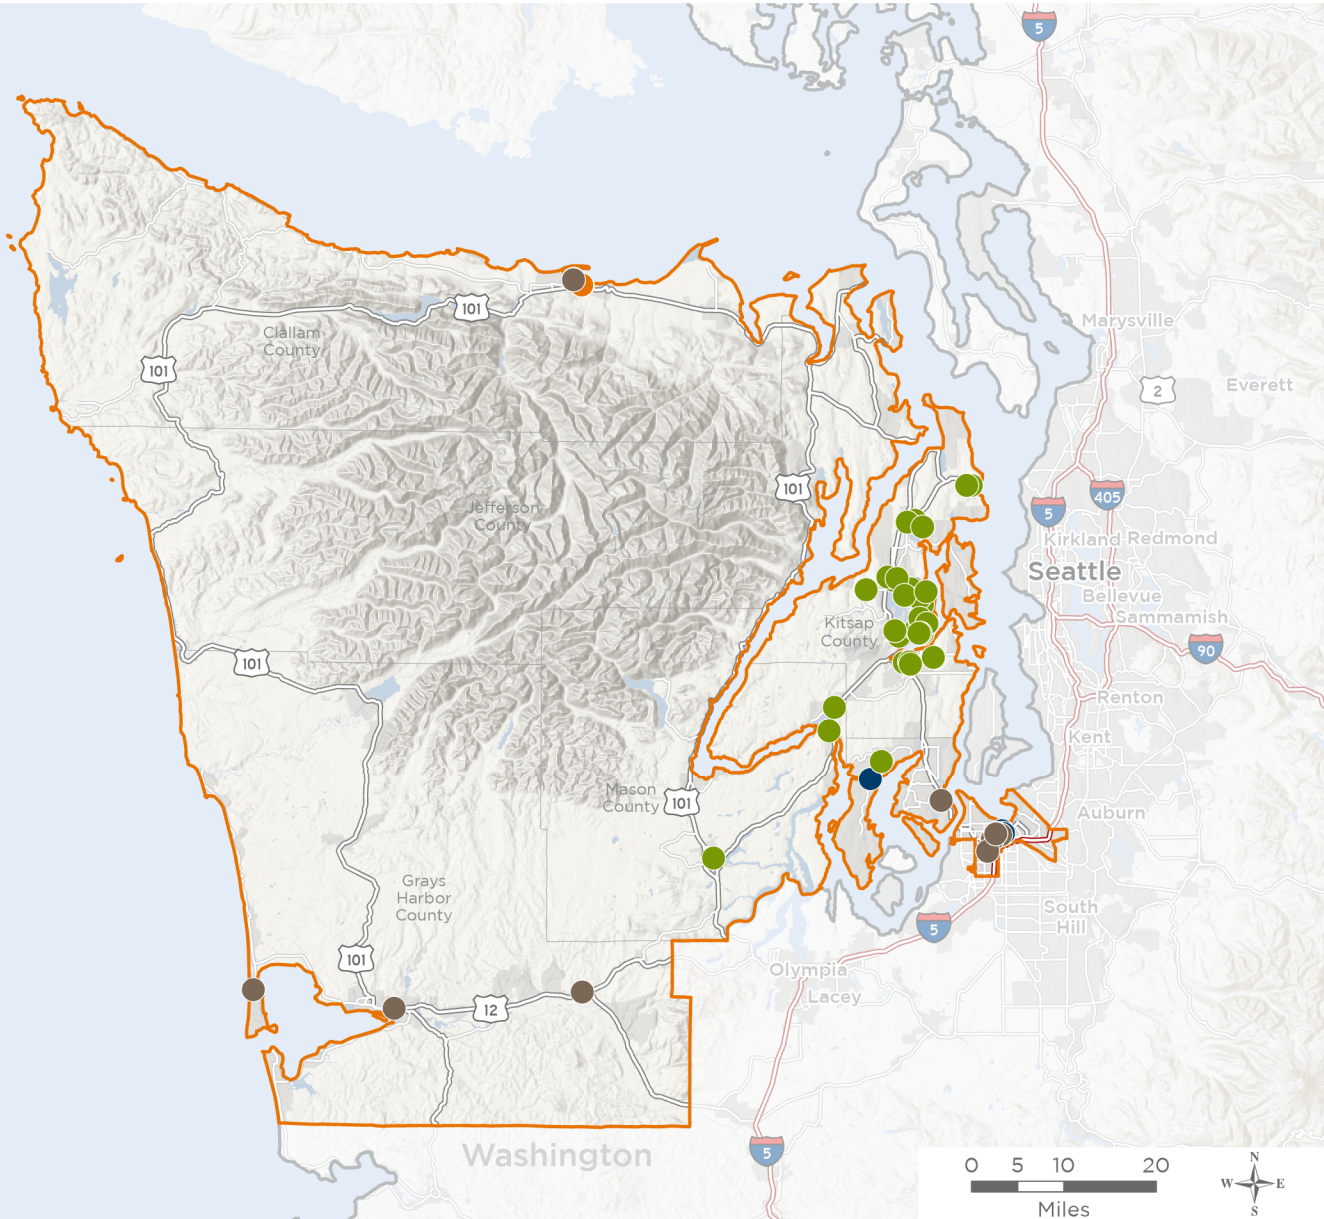 5
Marysville
101
Clallam
County
101
2
Everett
101
405
5
Jefferson
County
Kirkland
Redmond
Seattle
Bellevue
Sammamish
Kitsap
County
90
101
Renton
Kent
Mason
County
101
Auburn
Grays
Harbor
County
South
Hill
5
101
Olympia
Lacey
12
Washington
5
0 5 10 20
Miles
N
W E
S